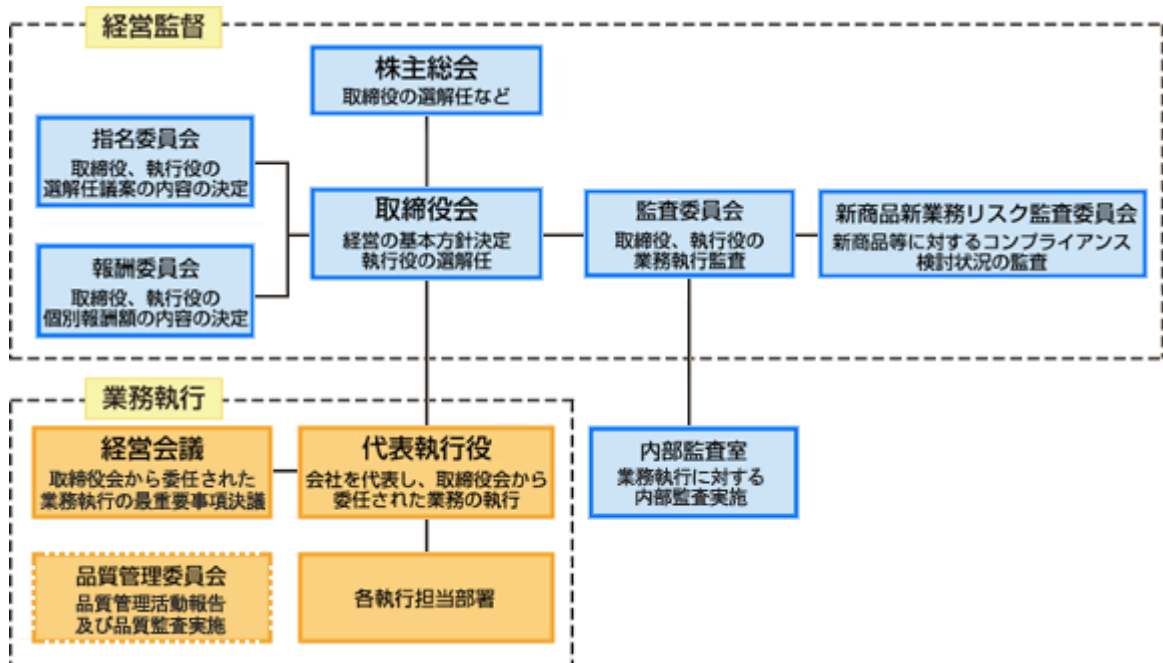 経営監督
株主総会
取締役の選解任など
指名委員会
取締役、執行役の
選解任議案の内容の決定
取締役会
経営の基本方針決定
執行役の選解任
監査委員会
取締役、執行役の
業務執行監査
新商品新業務リスク監査委員会
新商品等に対するコンプライアンス
検討状況の監査
報酬委員会
取締役、執行役の
個別報酬額の内容の決定
業務執行
経営会議
取締役会から委任された
業務執行の最重要事項決議
代表執行役
会社を代表し、取締役会から
委任された業務の執行
内部監査室
業務執行に対する
内部監査実施
品質管理委員会
品質管理活動報告
及び品質監査実施
各執行担当部署